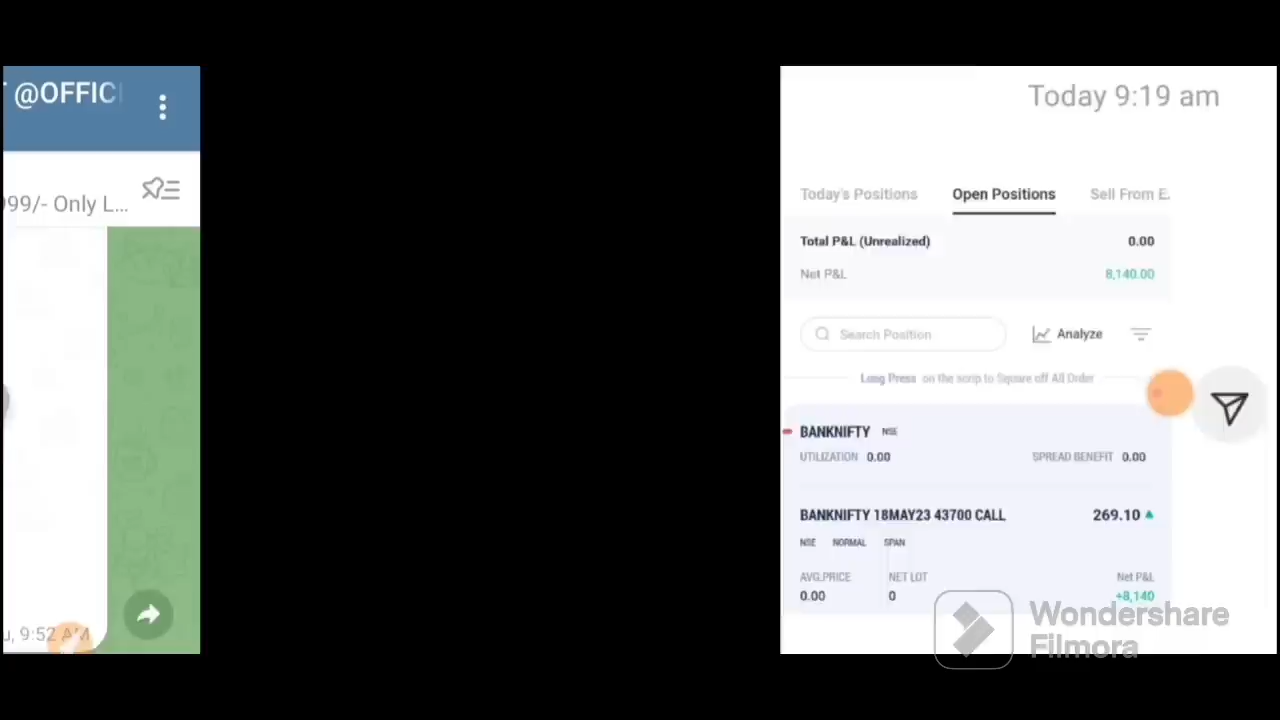 @OFFIC
99/- Only L...
9:52 AM
Today 9:19 am
Today's Positions Open Positions Sell From E.
Total P&L (Unrealized) 0.00
Net P&L 8,140.00
Search Position Analyze
Long Press on the scrip to Square off All Order
BANKNIFTY NSE
UTILIZATION 0.00 SPREAD BENEFIT 0.00
BANKNIFTY 18MAY23 43700 CALL 269.10
NSE NORMAL SPAN
AVG.PRICE NET LOT Net P&L
0.00 0 +8,140
Wondershare
Filmora